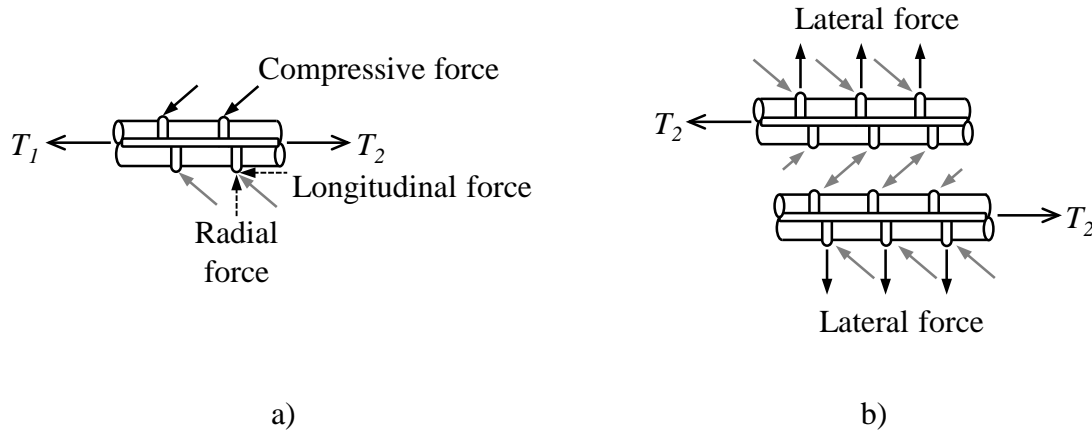 Compressive force
T1
T2
Longitudinal force
Radial
force
a)
Lateral force
T2
T2
Lateral force
b)